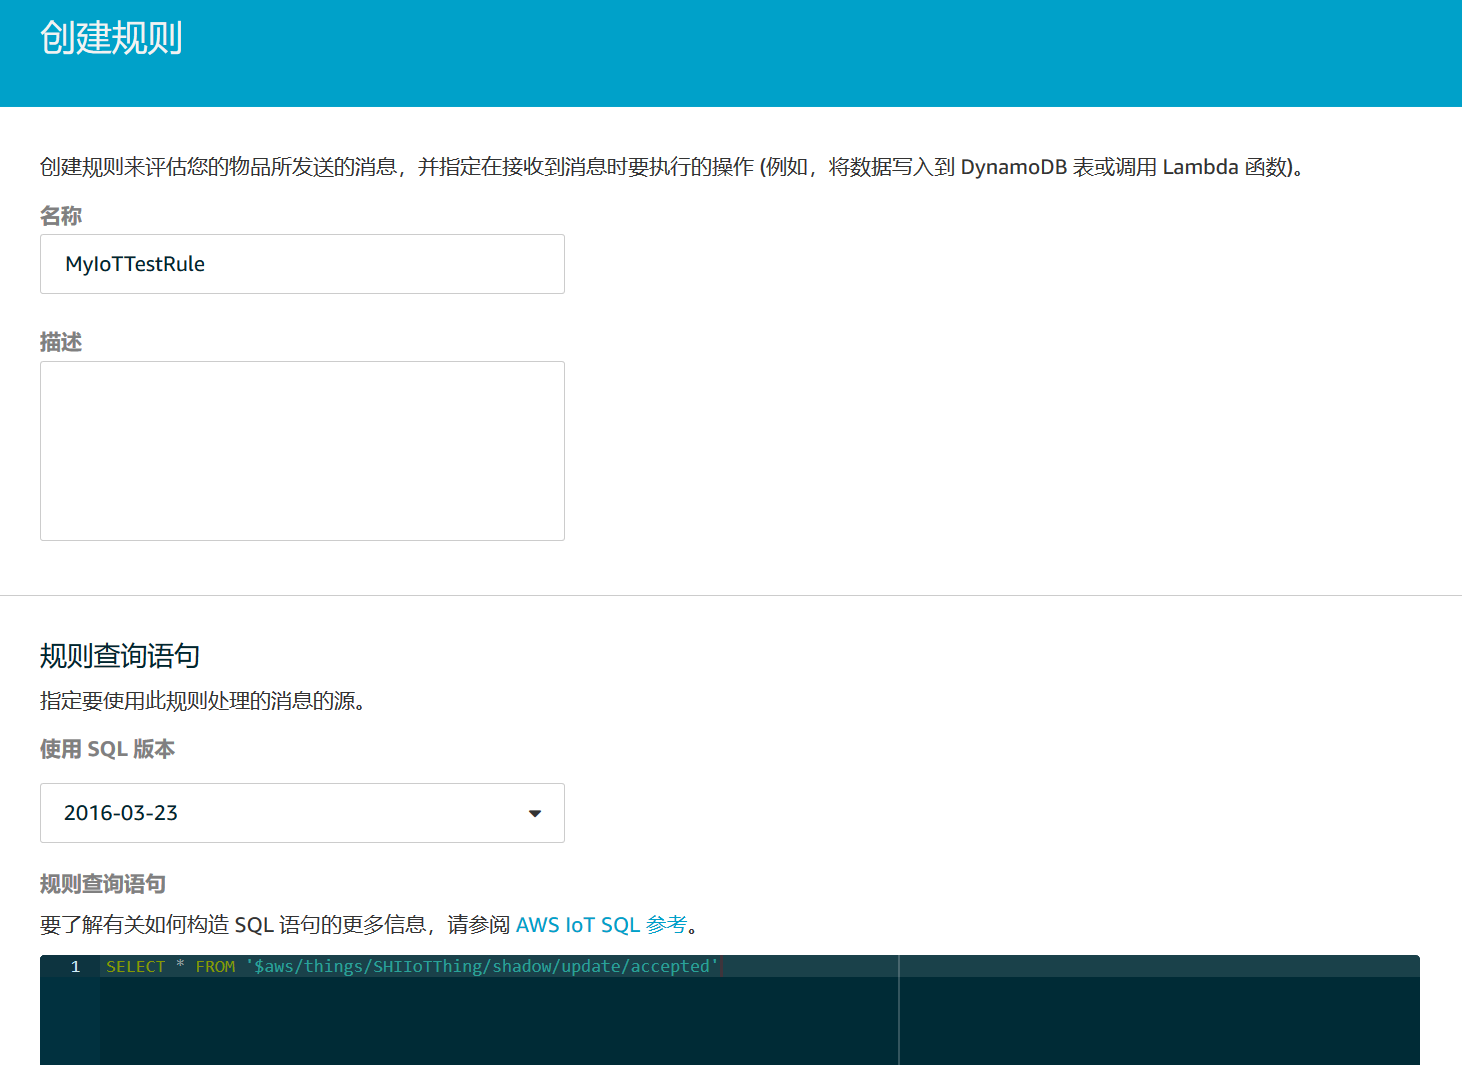 创建规则
创建规则来评估您的物品所发送的消息，并指定在接收到消息时要执行的操作 (例如，将数据写入到 DynamoDB 表或调用 Lambda 函数)。
名称
MyIoTTestRule
描述
规则查询语句
指定要使用此规则处理的消息的源。
使用 SQL 版本
2016-03-23
规则查询语句
要了解有关如何构造 SQL 语句的更多信息，请参阅 AWS IoT SQL 参考。
1 SELECT * FROM '$aws/things/SHIIoTThing/shadow/update/accepted'